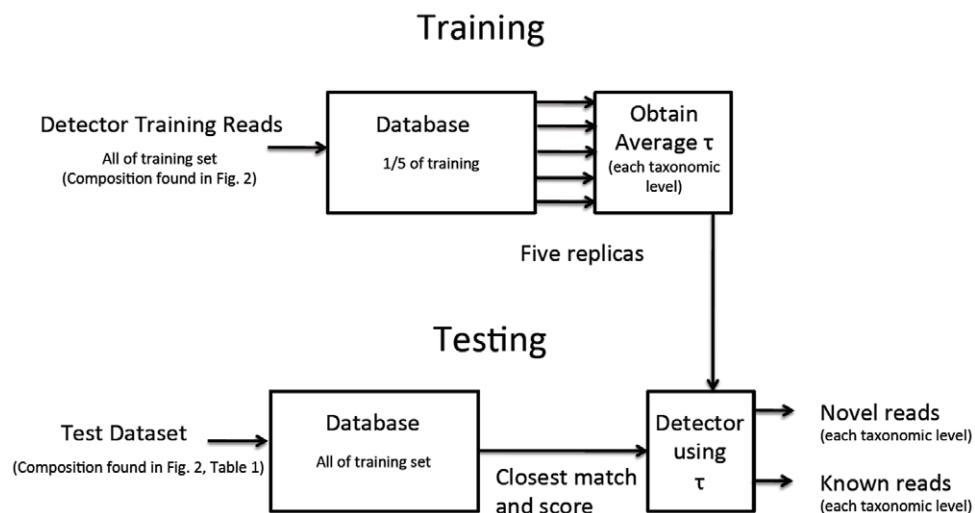 Training
Detector Training Reads
All of training set
(Composition found in Fig. 2)
Database
1/5 of training
Obtain
Average τ
(each taxonomic
level)
Five replicas
Testing
Test Dataset
(Composition found in Fig. 2, Table 1)
Database
All of training set
Closest match
and score
Detector
using
τ
Novel reads
(each taxonomic level)
Known reads
(each taxonomic level)